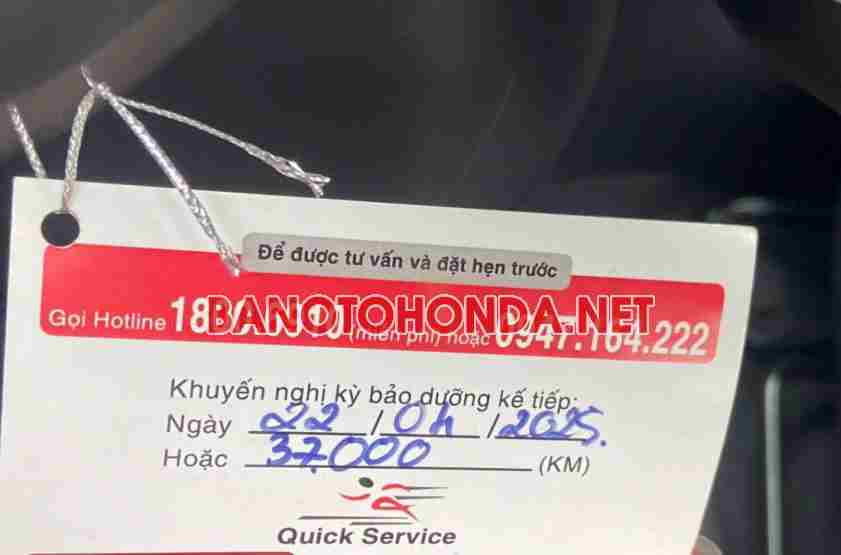 Để được tư vấn và đặt hẹn trước
Gọi Hotline (miễn phí) hoặc 0947.164.222
BANOTOHONDA.NET
Khuyến nghị kỳ bảo dưỡng kế tiếp:
Ngày 22 / 04 / 2025.
Hoặc 37.000 (KM)
Quick Service